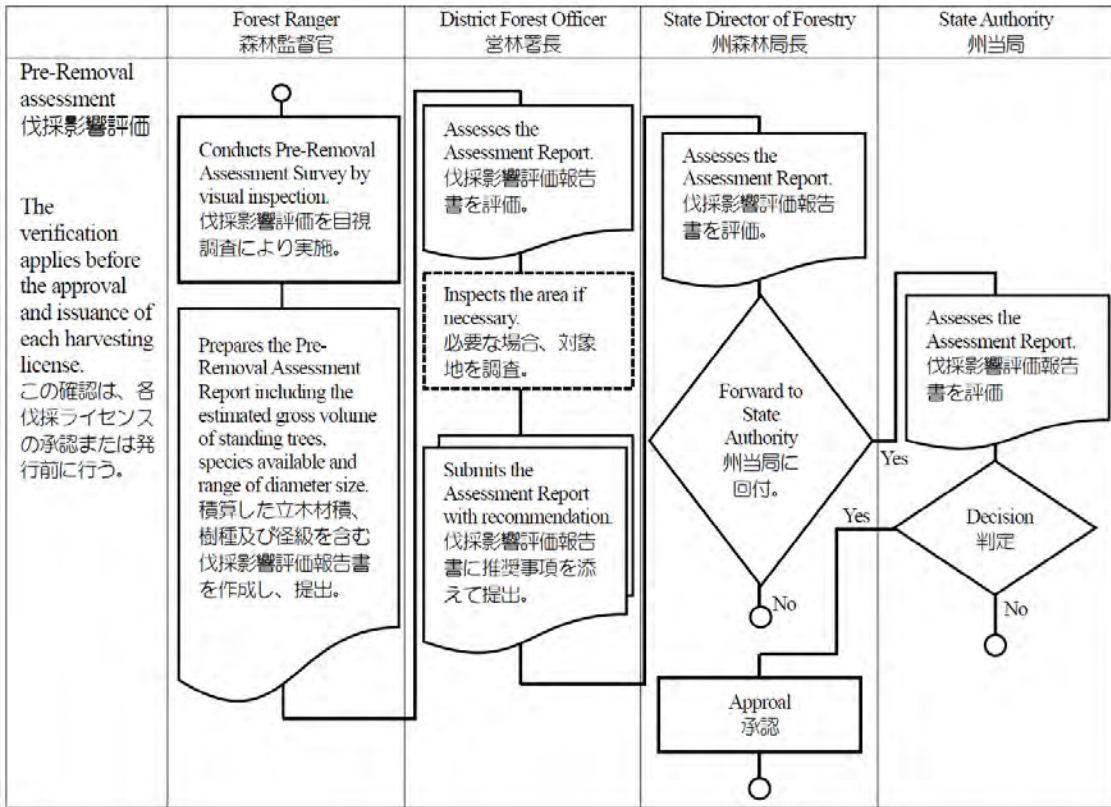 Forest Ranger
森林監督官
District Forest Officer
営林署長
State Director of Forestry
州森林局長
State Authority
州当局
Pre-Removal
assessment
伐採影響評価
The
verification
applies before
the approval
and issuance of
each harvesting
license.
この確認は、各
伐採ライセンス
の承認または発
行前に行う。
Conducts Pre-Removal
Assessment Survey by
visual inspection.
伐採影響評価を目視
調査により実施。
Prepares the Pre-
Removal Assessment
Report including the
estimated gross volume
of standing trees,
species available and
range of diameter size.
積算した立木材積、
樹種及び径級を含む
伐採影響評価報告書
を作成し、提出。
Assesses the
Assessment Report.
伐採影響評価報告
書を評価。
Inspects the area if
necessary.
必要な場合、対象
地を調査。
Submits the
Assessment Report
with recommendation.
伐採影響評価報告
書に推奨事項を添
えて提出。
Assesses the
Assessment Report.
伐採影響評価報告
書を評価。
Forward to
State
Authority
州当局に
回付。
Yes
No
Approal
承認
Assesses the
Assessment Report.
伐採影響評価報告
書を評価
Decision
判定
Yes
No